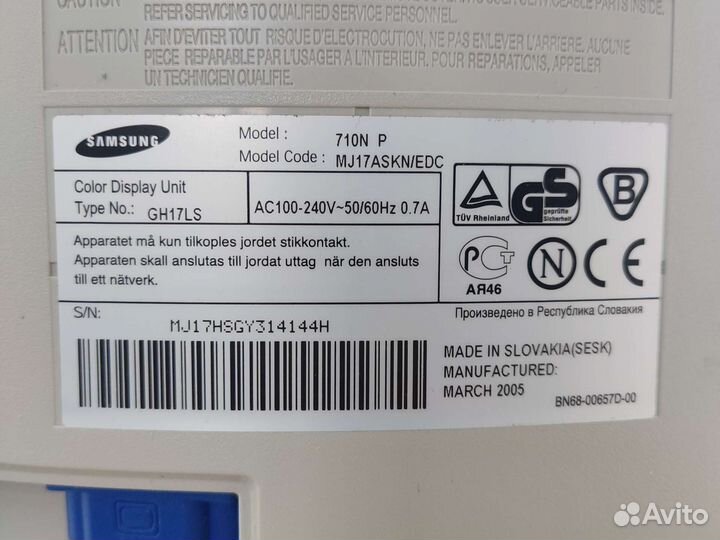 REFER SERVICING TO QUALIFIED SERVICE PERSONNEL.
ATTENTION AFIN D'EVITER TOUT RISQUE D'ELECTROCUTION, NE PAS ENLEVER L'ARRIERE, AUCUNE
PIECE REPARABLE PAR L'USAGER A L'INTERIEUR. POUR REPARATIONS, APPELER
UN TECHNICIEN QUALIFIE.
SAMSUNG
Model : 710N P
Model Code : MJ17ASKN/EDC
Color Display Unit
Type No.: GH17LS
AC100-240V~50/60Hz 0.7A
TÜV Rheinland
GS
geprüfte
Sicherheit
B
Apparatet må kun tilkoples jordet stikkontakt.
Apparaten skall anslutas till jordat uttag när den ansluts
till ett nätverk.
РСТ
АЯ46
N
CE
S/N:
MJ17HSGY314144H
Произведено в Республика Словакия
MADE IN SLOVAKIA(SESK)
MANUFACTURED:
MARCH 2005
BN68-00657D-00
Avito